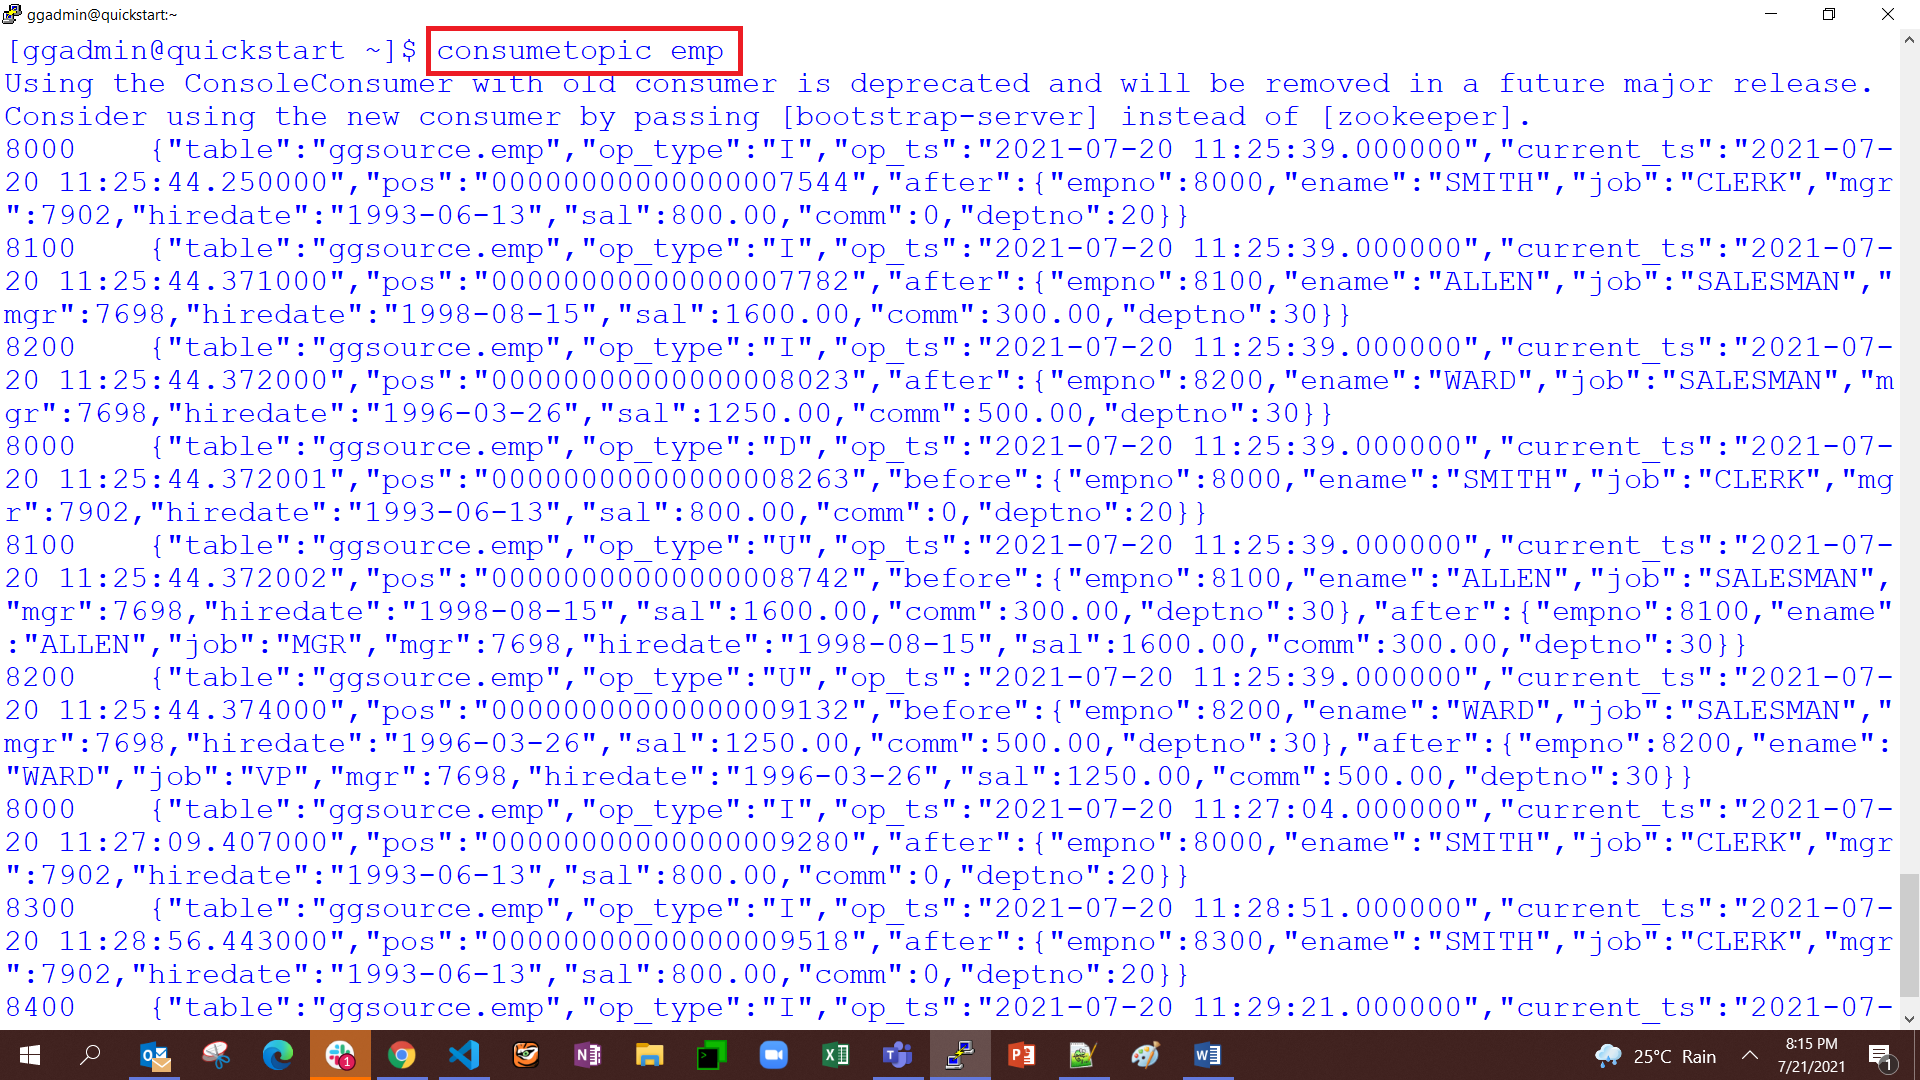 ggadmin@quickstart:~
[ggadmin@quickstart ~]$ consumetopic emp
Using the ConsoleConsumer with old consumer is deprecated and will be removed in a future major release.
Consider using the new consumer by passing [bootstrap-server] instead of [zookeeper].
8000    {"table":"ggsource.emp","op_type":"I","op_ts":"2021-07-20 11:25:39.000000","current_ts":"2021-07-
20 11:25:44.250000","pos":"00000000000000007544","after":{"empno":8000,"ename":"SMITH","job":"CLERK","mgr
":7902,"hiredate":"1993-06-13","sal":800.00,"comm":0,"deptno":20}}
8100    {"table":"ggsource.emp","op_type":"I","op_ts":"2021-07-20 11:25:39.000000","current_ts":"2021-07-
20 11:25:44.371000","pos":"00000000000000007782","after":{"empno":8100,"ename":"ALLEN","job":"SALESMAN","
mgr":7698,"hiredate":"1998-08-15","sal":1600.00,"comm":300.00,"deptno":30}}
8200    {"table":"ggsource.emp","op_type":"I","op_ts":"2021-07-20 11:25:39.000000","current_ts":"2021-07-
20 11:25:44.372000","pos":"00000000000000008023","after":{"empno":8200,"ename":"WARD","job":"SALESMAN","m
gr":7698,"hiredate":"1996-03-26","sal":1250.00,"comm":500.00,"deptno":30}}
8000    {"table":"ggsource.emp","op_type":"D","op_ts":"2021-07-20 11:25:39.000000","current_ts":"2021-07-
20 11:25:44.372001","pos":"00000000000000008263","before":{"empno":8000,"ename":"SMITH","job":"CLERK","mg
r":7902,"hiredate":"1993-06-13","sal":800.00,"comm":0,"deptno":20}}
8100    {"table":"ggsource.emp","op_type":"U","op_ts":"2021-07-20 11:25:39.000000","current_ts":"2021-07-
20 11:25:44.372002","pos":"00000000000000008742","before":{"empno":8100,"ename":"ALLEN","job":"SALESMAN",
"mgr":7698,"hiredate":"1998-08-15","sal":1600.00,"comm":300.00,"deptno":30},"after":{"empno":8100,"ename"
:"ALLEN","job":"MGR","mgr":7698,"hiredate":"1998-08-15","sal":1600.00,"comm":300.00,"deptno":30}}
8200    {"table":"ggsource.emp","op_type":"U","op_ts":"2021-07-20 11:25:39.000000","current_ts":"2021-07-
20 11:25:44.374000","pos":"00000000000000009132","before":{"empno":8200,"ename":"WARD","job":"SALESMAN","
mgr":7698,"hiredate":"1996-03-26","sal":1250.00,"comm":500.00,"deptno":30},"after":{"empno":8200,"ename":
"WARD","job":"VP","mgr":7698,"hiredate":"1996-03-26","sal":1250.00,"comm":500.00,"deptno":30}}
8000    {"table":"ggsource.emp","op_type":"I","op_ts":"2021-07-20 11:27:04.000000","current_ts":"2021-07-
20 11:27:09.407000","pos":"00000000000000009280","after":{"empno":8000,"ename":"SMITH","job":"CLERK","mgr
":7902,"hiredate":"1993-06-13","sal":800.00,"comm":0,"deptno":20}}
8300    {"table":"ggsource.emp","op_type":"I","op_ts":"2021-07-20 11:28:51.000000","current_ts":"2021-07-
20 11:28:56.443000","pos":"00000000000000009518","after":{"empno":8300,"ename":"SMITH","job":"CLERK","mgr
":7902,"hiredate":"1993-06-13","sal":800.00,"comm":0,"deptno":20}}
8400    {"table":"ggsource.emp","op_type":"I","op_ts":"2021-07-20 11:29:21.000000","current_ts":"2021-07-
25°C Rain
8:15 PM
7/21/2021
1
1